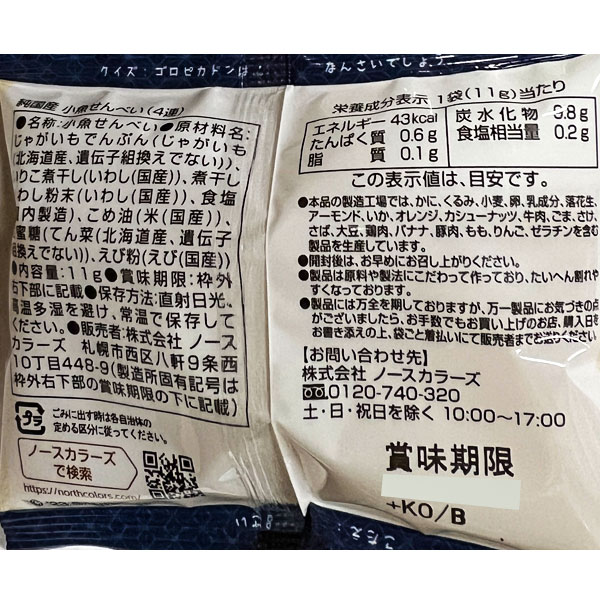 クイズ・ゴロピカドンは
なんさいでしょう
純国産 小魚せんべい(4連)
●名称:小魚せんべい●原材料名:
じゃがいもでんぷん(じゃがいも
(北海道産、遺伝子組換えでない))、
いりこ煮干し(いわし(国産))、煮干し
いわし粉末(いわし(国産))、食塩
(国内製造)、こめ油(米(国産))、
蜜糖(てん菜(北海道産、遺伝子
組換えでない))、えび粉(えび(国産))
●内容量:11g●賞味期限:枠外
右下部に記載●保存方法:直射日光、
高温多湿を避け、常温で保存して
ください。●販売者:株式会社 ノース
カラーズ 札幌市西区八軒9条西
10丁目448-9(製造所固有記号は
枠外右下部の賞味期限の下に記載)
プラ
ごみに出す時は各自治体の
定める区分に従ってください。
ノースカラーズ
で検索
https://northcolors.com/
栄養成分表示 1袋(11g)当たり
エネルギー 43kcal
たんぱく質 0.6g
脂質 0.1g
炭水化物 9.8g
食塩相当量 0.2g
この表示値は、目安です。
●本品の製造工場では、かに、くるみ、小麦、卵、乳成分、落花生、
アーモンド、いか、オレンジ、カシューナッツ、牛肉、ごま、さけ、
さば、大豆、鶏肉、バナナ、豚肉、もも、りんご、ゼラチンを含む
製品を生産しています。
●開封後は、お早めにお召し上がりください。
●製品は原料や製法にこだわって作っており、たいへん割れや
すくなっております。
●製品には万全を期しておりますが、万一製品にお気づきの点
がございましたら、お手数でもお買い上げのお店、購入日を
お書き添えの上、袋ごと着払いにて販売者までお送りください
【お問い合わせ先】
株式会社 ノースカラーズ
0120-740-320
土・日・祝日を除く 10:00〜17:00
賞味期限
+KO/B
こたえ: